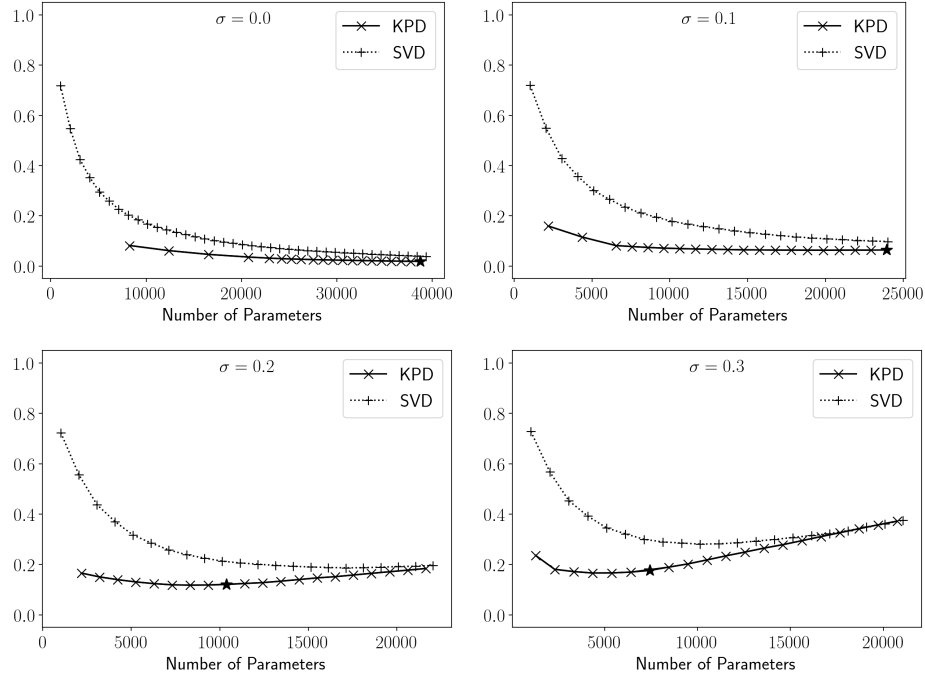 σ = 0.0
KPD
SVD
1.0
0.8
0.6
0.4
0.2
0.0
0 10000 20000 30000 40000
Number of Parameters
σ = 0.1
KPD
SVD
1.0
0.8
0.6
0.4
0.2
0.0
0 5000 10000 15000 20000 25000
Number of Parameters
σ = 0.2
KPD
SVD
1.0
0.8
0.6
0.4
0.2
0.0
0 5000 10000 15000 20000
Number of Parameters
σ = 0.3
KPD
SVD
1.0
0.8
0.6
0.4
0.2
0.0
5000 10000 15000 20000
Number of Parameters